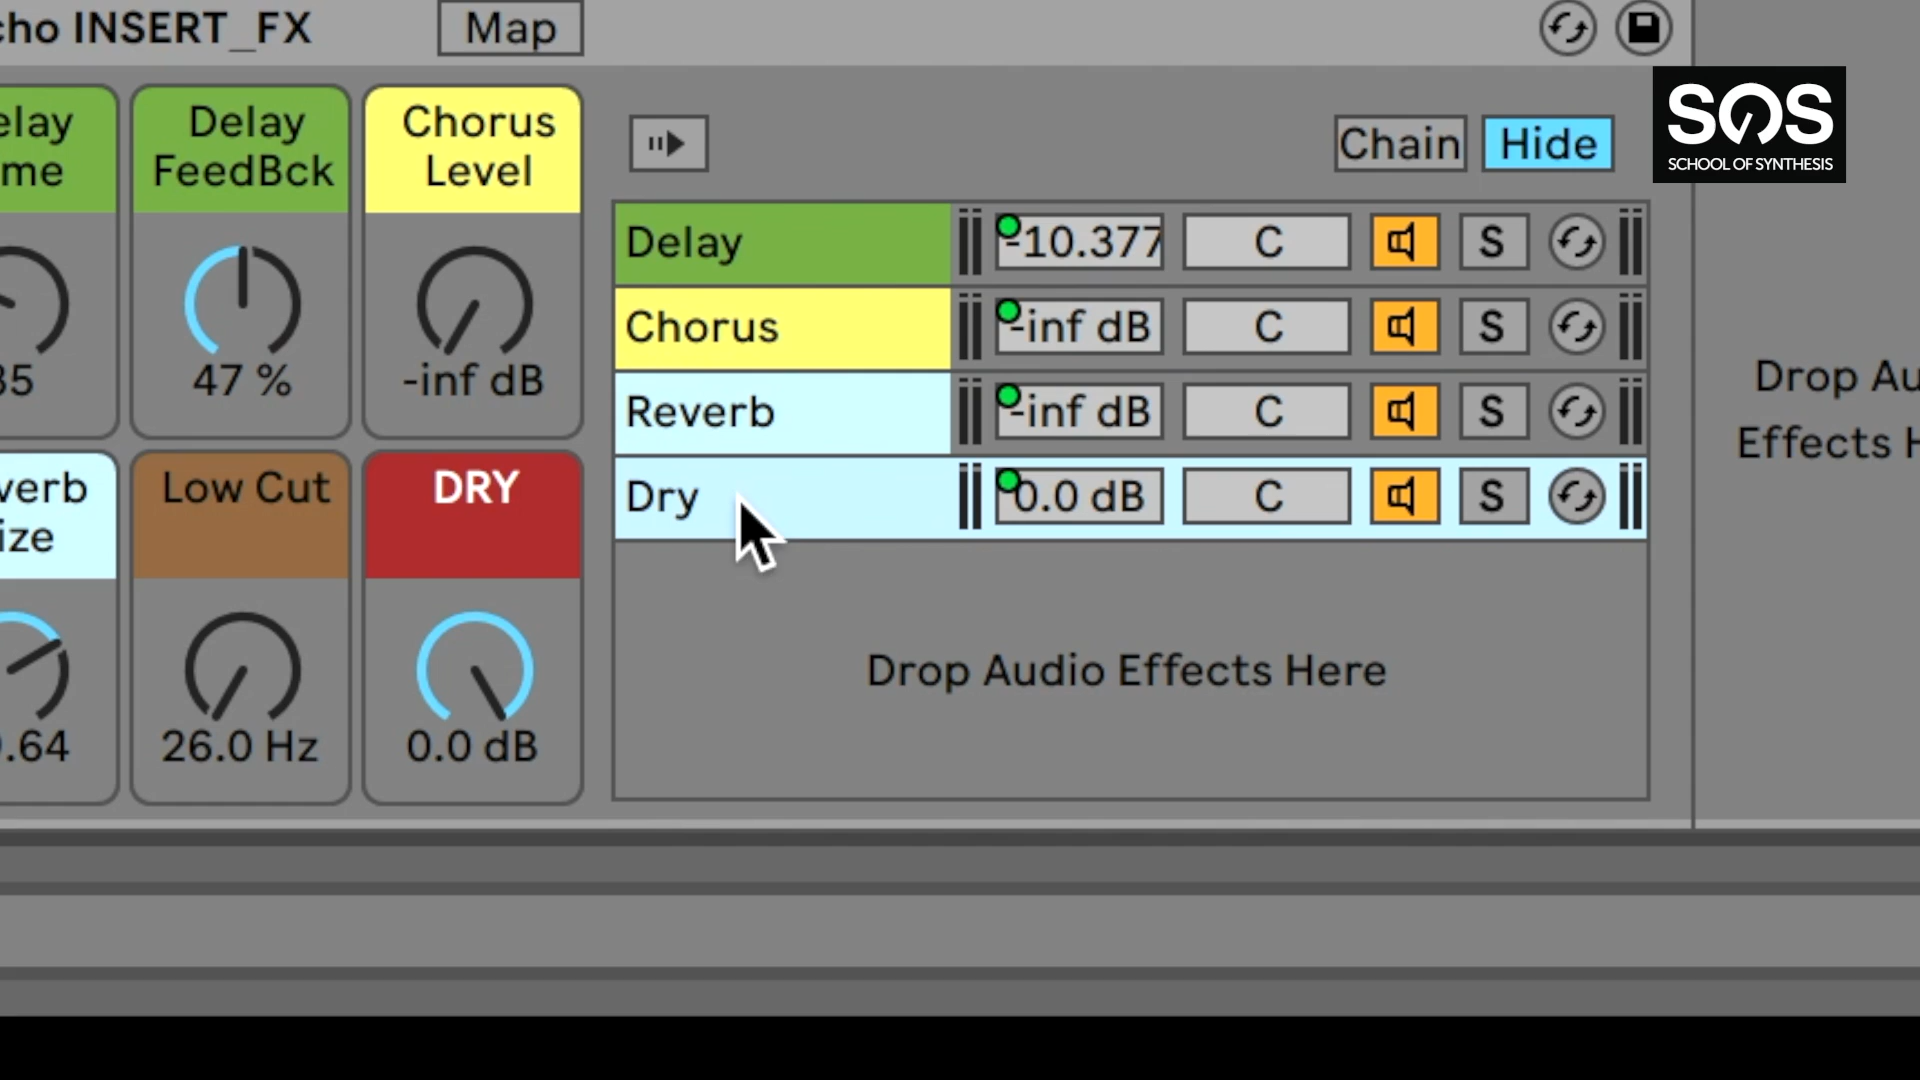 cho INSERT_FX
Map
SOS
SCHOOL OF SYNTHESIS
elay
me
Delay
FeedBck
Chorus
Level
Chain
Hide
Delay
-10.377
C
S
Chorus
-inf dB
C
S
Reverb
-inf dB
C
S
Dry
0.0 dB
C
S
35
47 %
-inf dB
verb
ize
Low Cut
DRY
.64
26.0 Hz
0.0 dB
Drop Audio Effects Here
Drop Au
Effects H